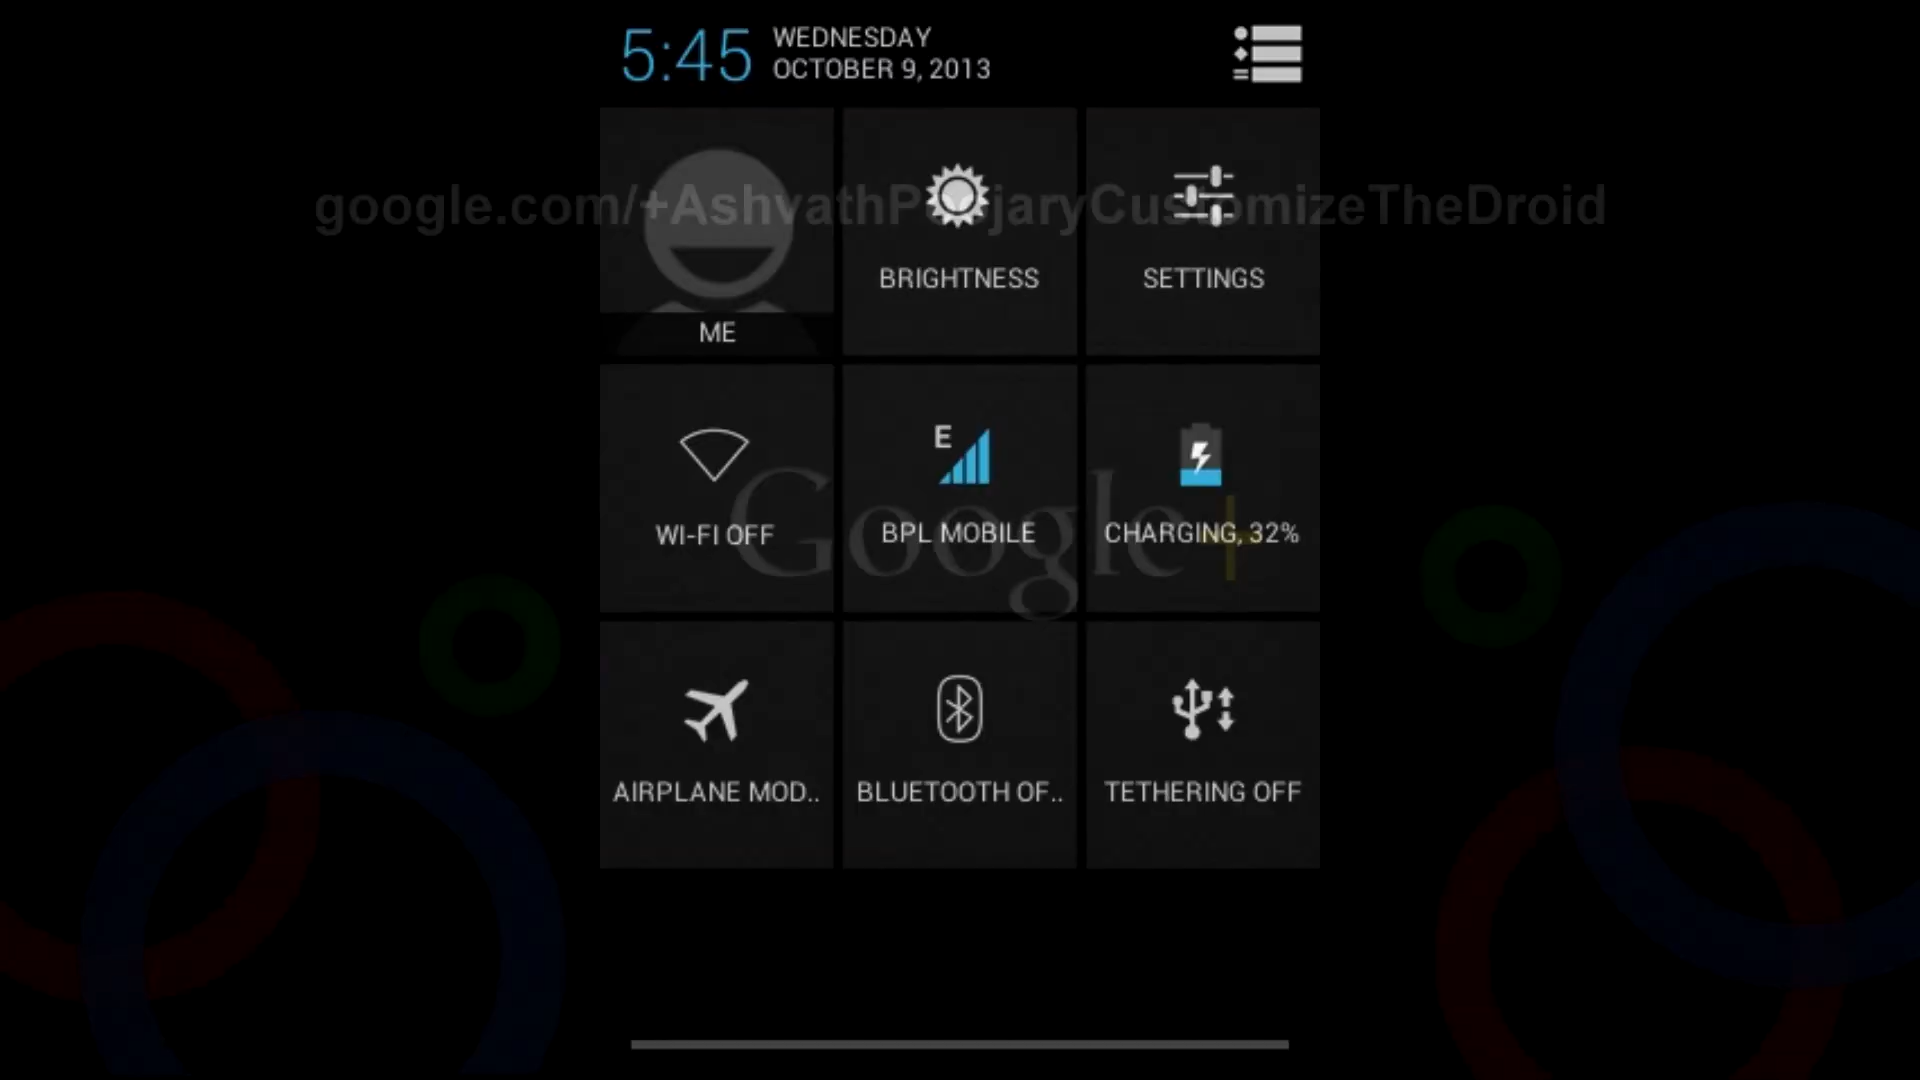 5:45
WEDNESDAY
OCTOBER 9, 2013
google.com/+AshvathPoojaryCustomizeTheDroid
BRIGHTNESS
SETTINGS
ME
E
WI-FI OFF
BPL MOBILE
CHARGING, 32%
Google+
AIRPLANE MOD..
BLUETOOTH OF..
TETHERING OFF